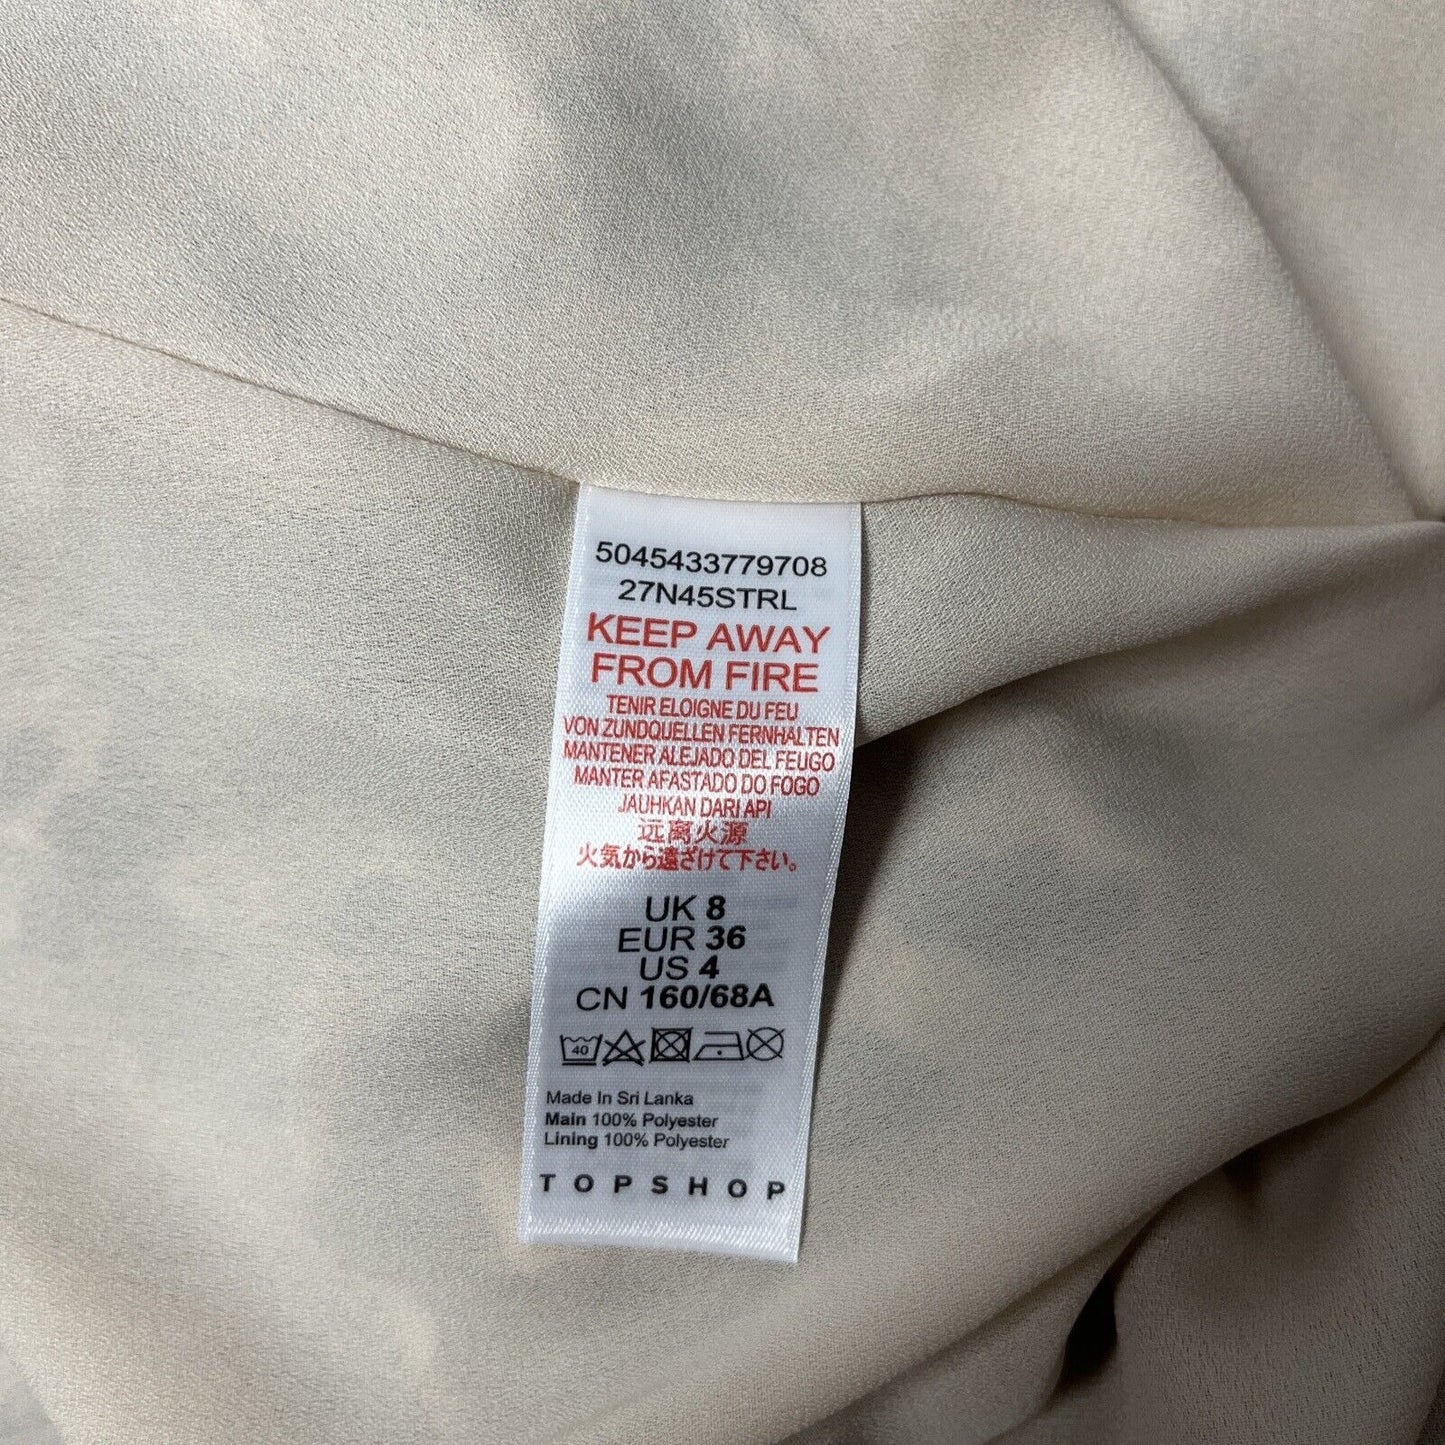 5045433779708
27N45STRL
KEEP AWAY
FROM FIRE
TENIR ELOIGNE DU FEU
VON ZUNDQUELLEN FERNHALTEN
MANTENER ALEJADO DEL FEUGO
MANTER AFASTADO DO FOGO
JAUHKAN DARI API
远离火源
火気から遠ざけて下さい。
UK 8
EUR 36
US 4
CN 160/68A
40
Made In Sri Lanka
Main 100% Polyester
Lining 100% Polyester
TOPSHOP